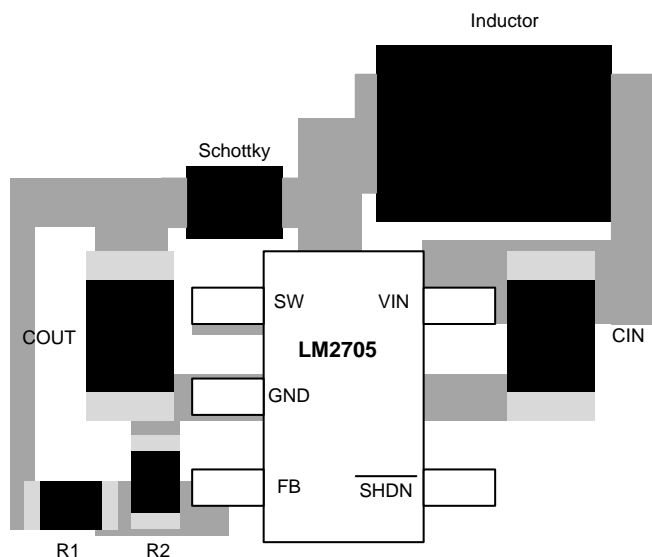 Inductor
Schottky
SW
VIN
COUT
LM2705
CIN
GND
FB
SHDN
R1
R2